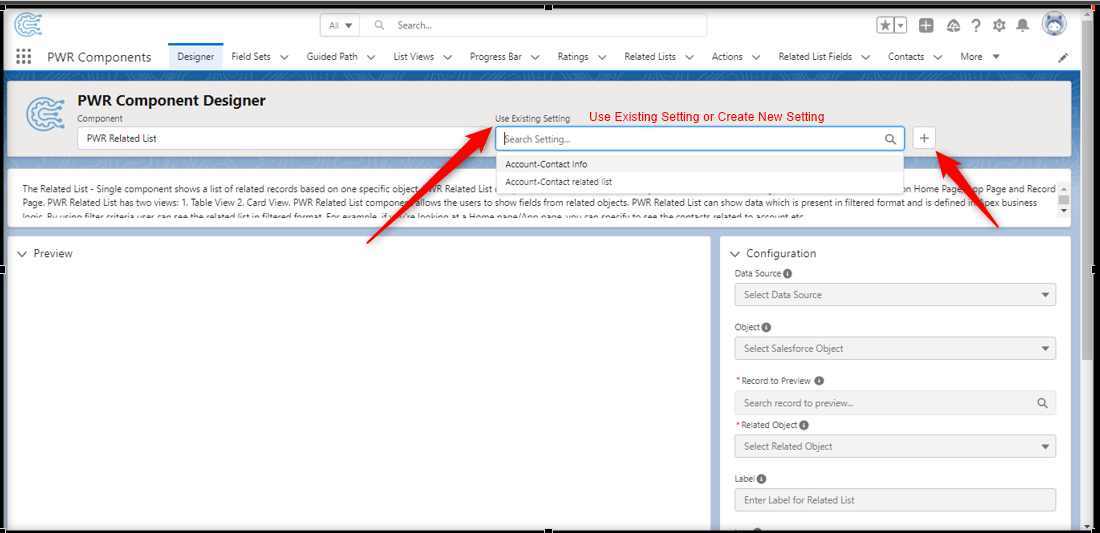 All
Search...
PWR Components
Designer
Field Sets
Guided Path
List Views
Progress Bar
Ratings
Related Lists
Actions
Related List Fields
Contacts
More
PWR Component Designer
Component
PWR Related List
Use Existing Setting
Use Existing Setting or Create New Setting
Search Setting...
Account-Contact Info
Account-Contact related list
The Related List - Single component shows a list of related records based on one specific object. PWR Related List on Home Page, App Page and Record
Page. PWR Related List has two views: 1. Table View 2. Card View. PWR Related List component allows the users to show fields from related objects. PWR Related List can show data which is present in filtered format and is defined in Apex business
logic. By using filter criteria user can see the related list in filtered format. For example, if you're looking at a Home page/App page, you can specify to see the contacts related to account etc.
Preview
Configuration
Data Source
Select Data Source
Object
Select Salesforce Object
* Record to Preview
Search record to preview...
* Related Object
Select Related Object
Label
Enter Label for Related List